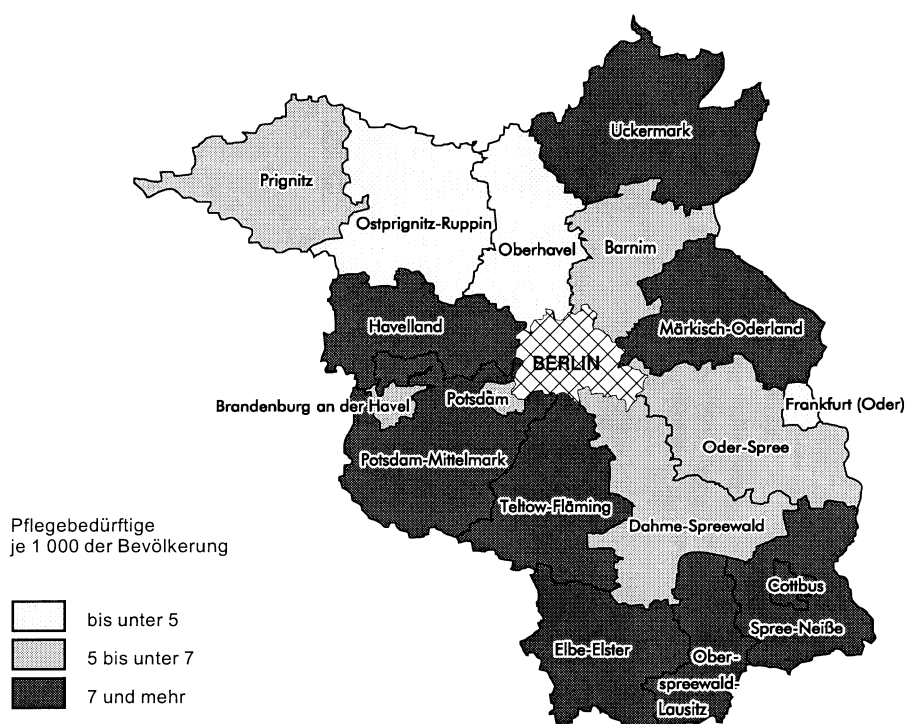 Uckermark
Prignitz
Ostprignitz-Ruppin
Oberhavel
Barnim
Havelland
Märkisch-Oderland
BERLIN
Brandenburg an der Havel
Potsdam
Frankfurt (Oder)
Oder-Spree
Potsdam-Mittelmark
Teltow-Fläming
Dahme-Spreewald
Cottbus
Spree-Neiße
Elbe-Elster
Ober-
spreewald-
Lausitz
Pflegebedürftige
je 1 000 der Bevölkerung
bis unter 5
5 bis unter 7
7 und mehr